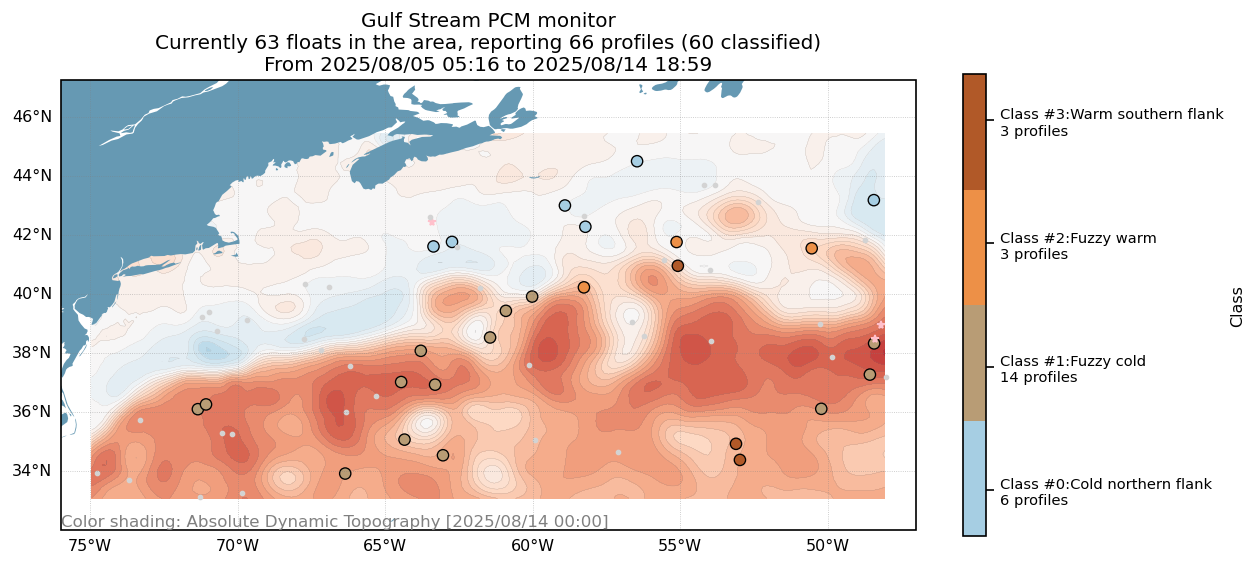 Gulf Stream PCM monitor
Currently 63 floats in the area, reporting 66 profiles (60 classified)
From 2025/08/05 05:16 to 2025/08/14 18:59
46°N
44°N
42°N
40°N
38°N
36°N
34°N
Color shading: Absolute Dynamic Topography [2025/08/14 00:00]
75°W
70°W
65°W
60°W
55°W
50°W
Class #3:Warm southern flank
3 profiles
Class #2:Fuzzy warm
3 profiles
Class #1:Fuzzy cold
14 profiles
Class #0:Cold northern flank
6 profiles
Class